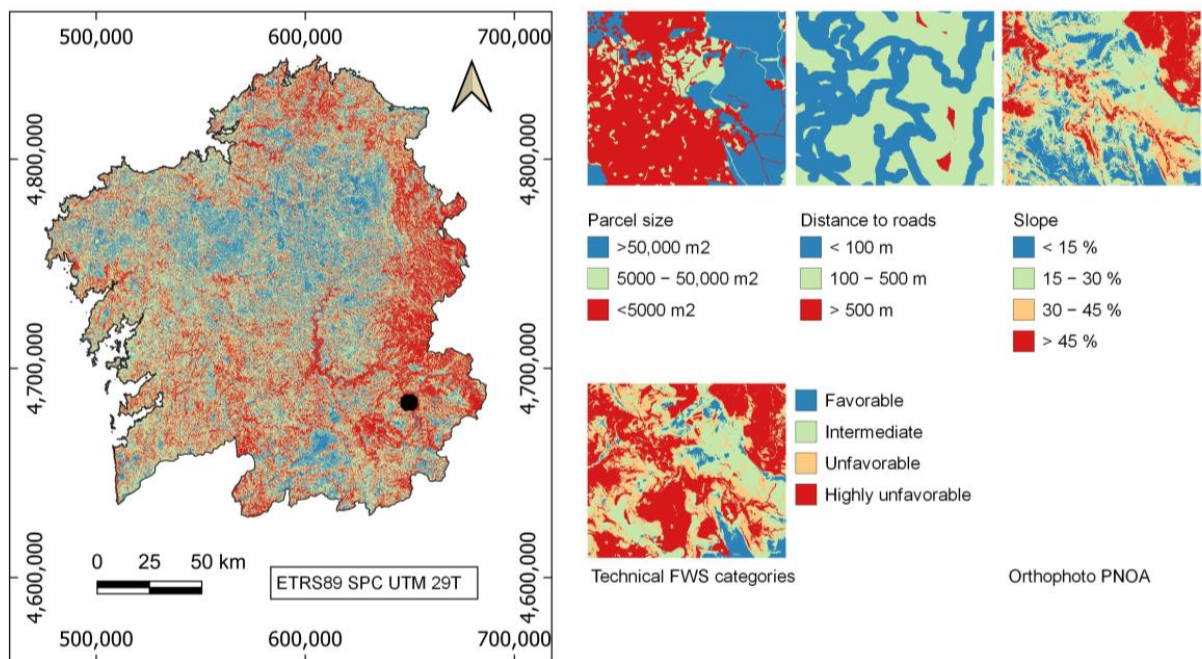 500,000 600,000 700,000
4,800,000 4,800,000
4,700,000 4,700,000
4,600,000 4,600,000
0 25 50 km
ETRS89 SPC UTM 29T
500,000 600,000 700,000
Parcel size
>50,000 m2
5000 – 50,000 m2
<5000 m2
Distance to roads
< 100 m
100 – 500 m
> 500 m
Slope
< 15 %
15 – 30 %
30 – 45 %
> 45 %
Favorable
Intermediate
Unfavorable
Highly unfavorable
Technical FWS categories
Orthophoto PNOA